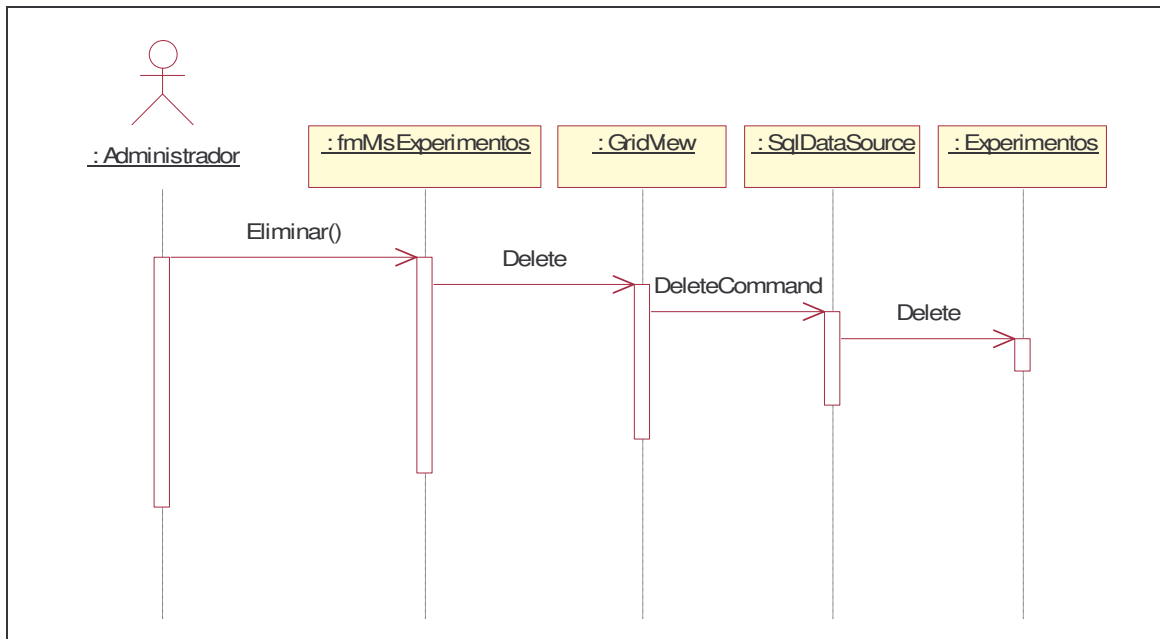 : Administrador
: fmMsExperimentos
: GridView
: SqlDataSource
: Experimentos
Eliminar()
Delete
DeleteCommand
Delete